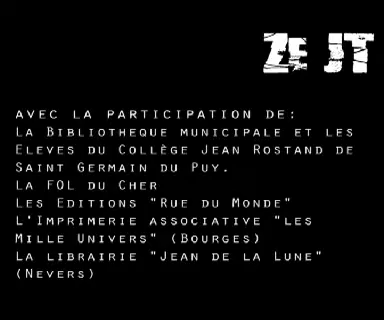 ZE JT
AVEC LA PARTICIPATION DE:
LA BIBLIOTHEQUE MUNICIPALE ET LES
ELEVES DU COLLÈGE JEAN ROSTAND DE
SAINT GERMAIN DU PUY.
LA FOL DU CHER
LES EDITIONS "RUE DU MONDE"
L'IMPRIMERIE ASSOCIATIVE "LES
MILLE UNIVERS" (BOURGES)
LA LIBRAIRIE "JEAN DE LA LUNE"
(NEVERS)